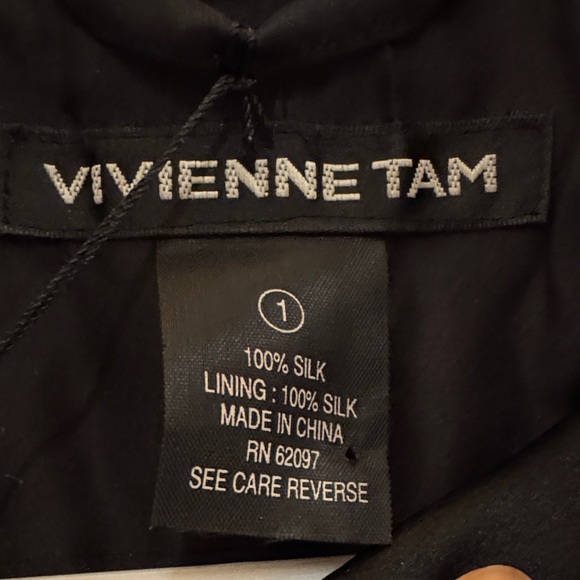 VIVIENNE TAM
1
100% SILK
LINING : 100% SILK
MADE IN CHINA
RN 62097
SEE CARE REVERSE